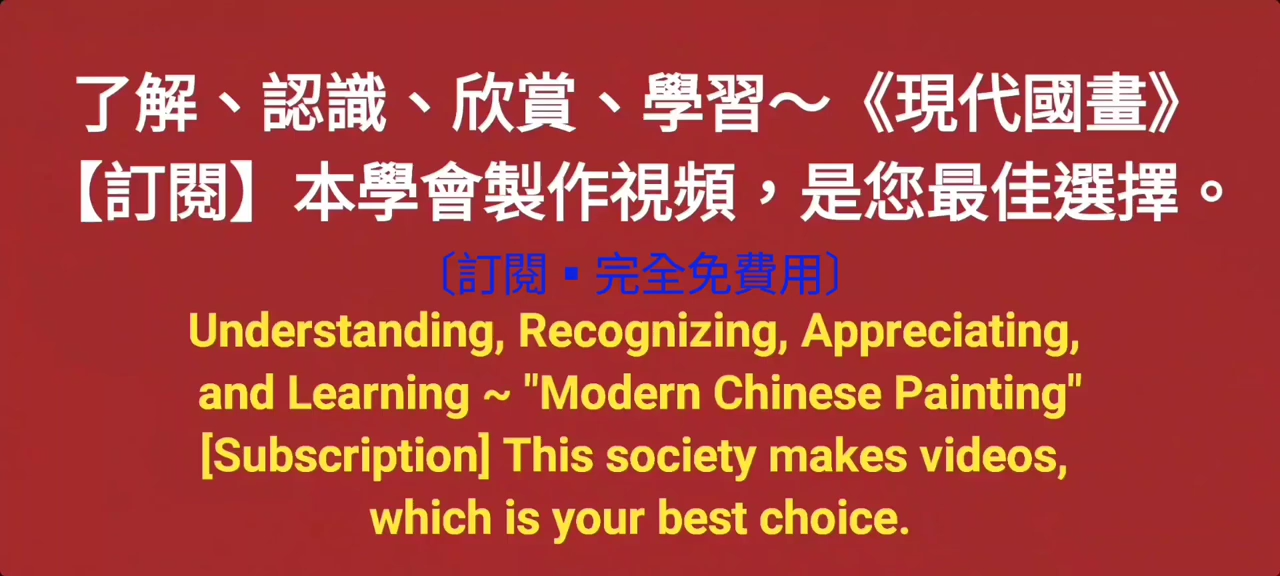 了解、認識、欣賞、學習～《現代國畫》
【訂閱】本學會製作視頻，是您最佳選擇。
〔訂閱▪完全免費用〕
Understanding, Recognizing, Appreciating,
and Learning ~ "Modern Chinese Painting"
[Subscription] This society makes videos,
which is your best choice.